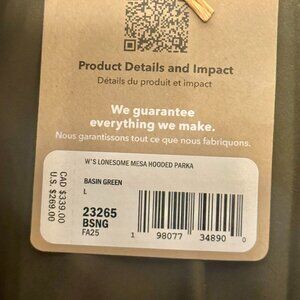 Product Details and Impact
Détails du produit et impact
We guarantee
everything we make.
Nous garantissons tout ce que nous fabriquons.
W'S LONESOME MESA HOODED PARKA
BASIN GREEN
L
23265
BSNG
FA25
CAD $339.00
U.S. $269.00
1 98077 34890 0